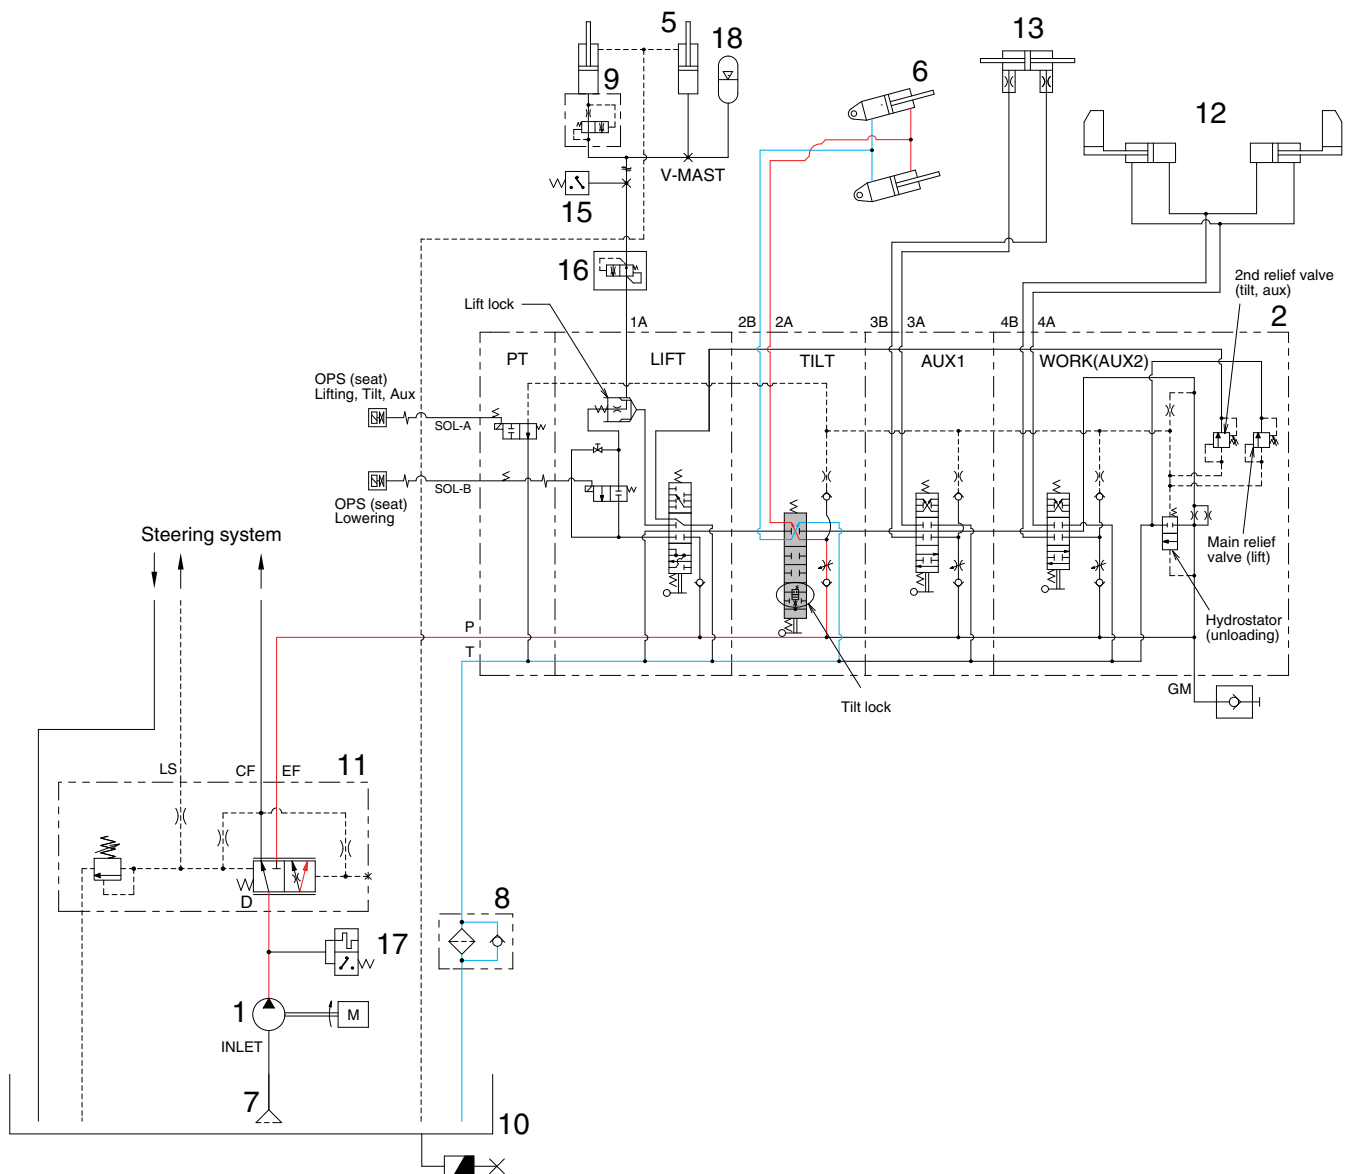 5
18
13
9
6
12
V-MAST
15
16
2nd relief valve
(tilt, aux)
2
Lift lock
1A
2B
2A
3B
3A
4B
4A
PT
LIFT
TILT
AUX1
WORK(AUX2)
OPS (seat)
Lifting, Tilt, Aux
SOL-A
SOL-B
OPS (seat)
Lowering
Steering system
Main relief
valve (lift)
Hydrostator
(unloading)
P
T
GM
Tilt lock
LS
CF
EF
11
D
8
17
1
M
INLET
7
10